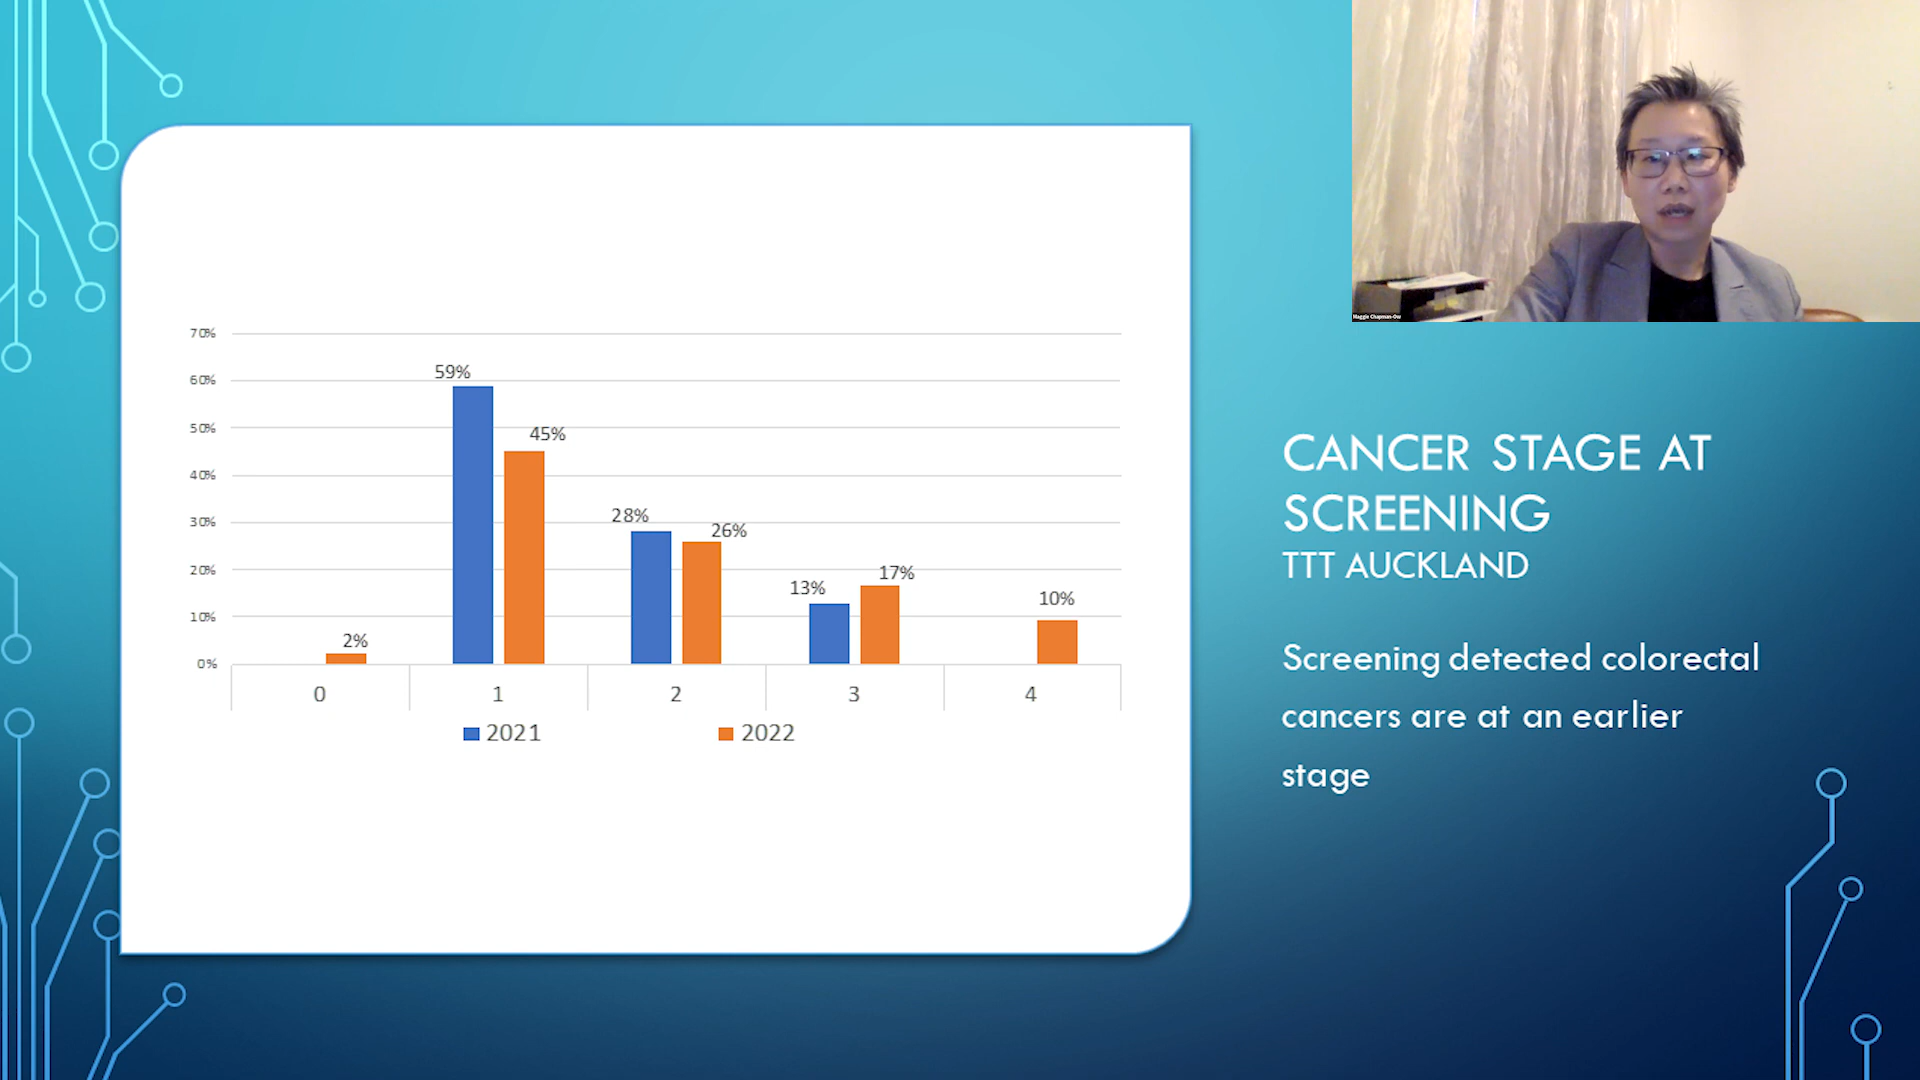 70%
60%
50%
40%
30%
20%
10%
0%
2%
59%
45%
28%
26%
13%
17%
10%
0 1 2 3 4
2021 2022
CANCER STAGE AT
SCREENING
TTT AUCKLAND
Screening detected colorectal
cancers are at an earlier
stage